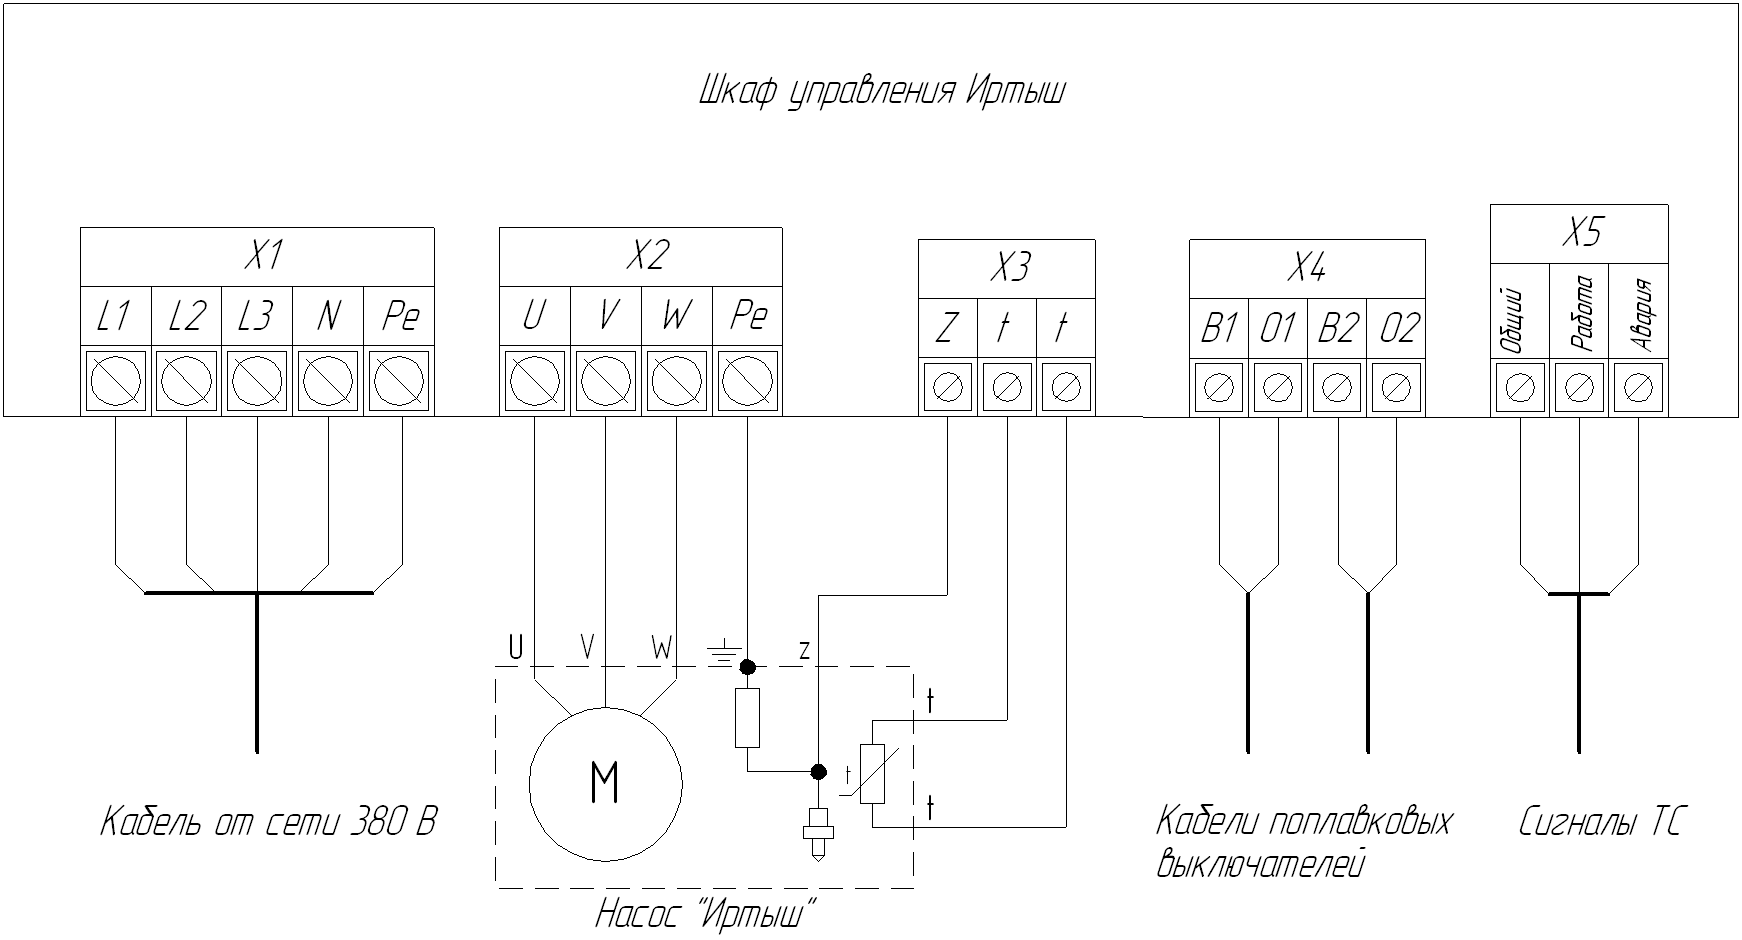 Шкаф управления Иртыш
X1
L1 L2 L3 N Pe
X2
U V W Pe
X3
Z t t
X4
B1 O1 B2 O2
X5
Общий Работа Авария
U V W z
t
t
t
M
Кабель от сети 380 В
Насос "Иртыш"
Кабели поплавковых
выключателей
Сигналы ТС